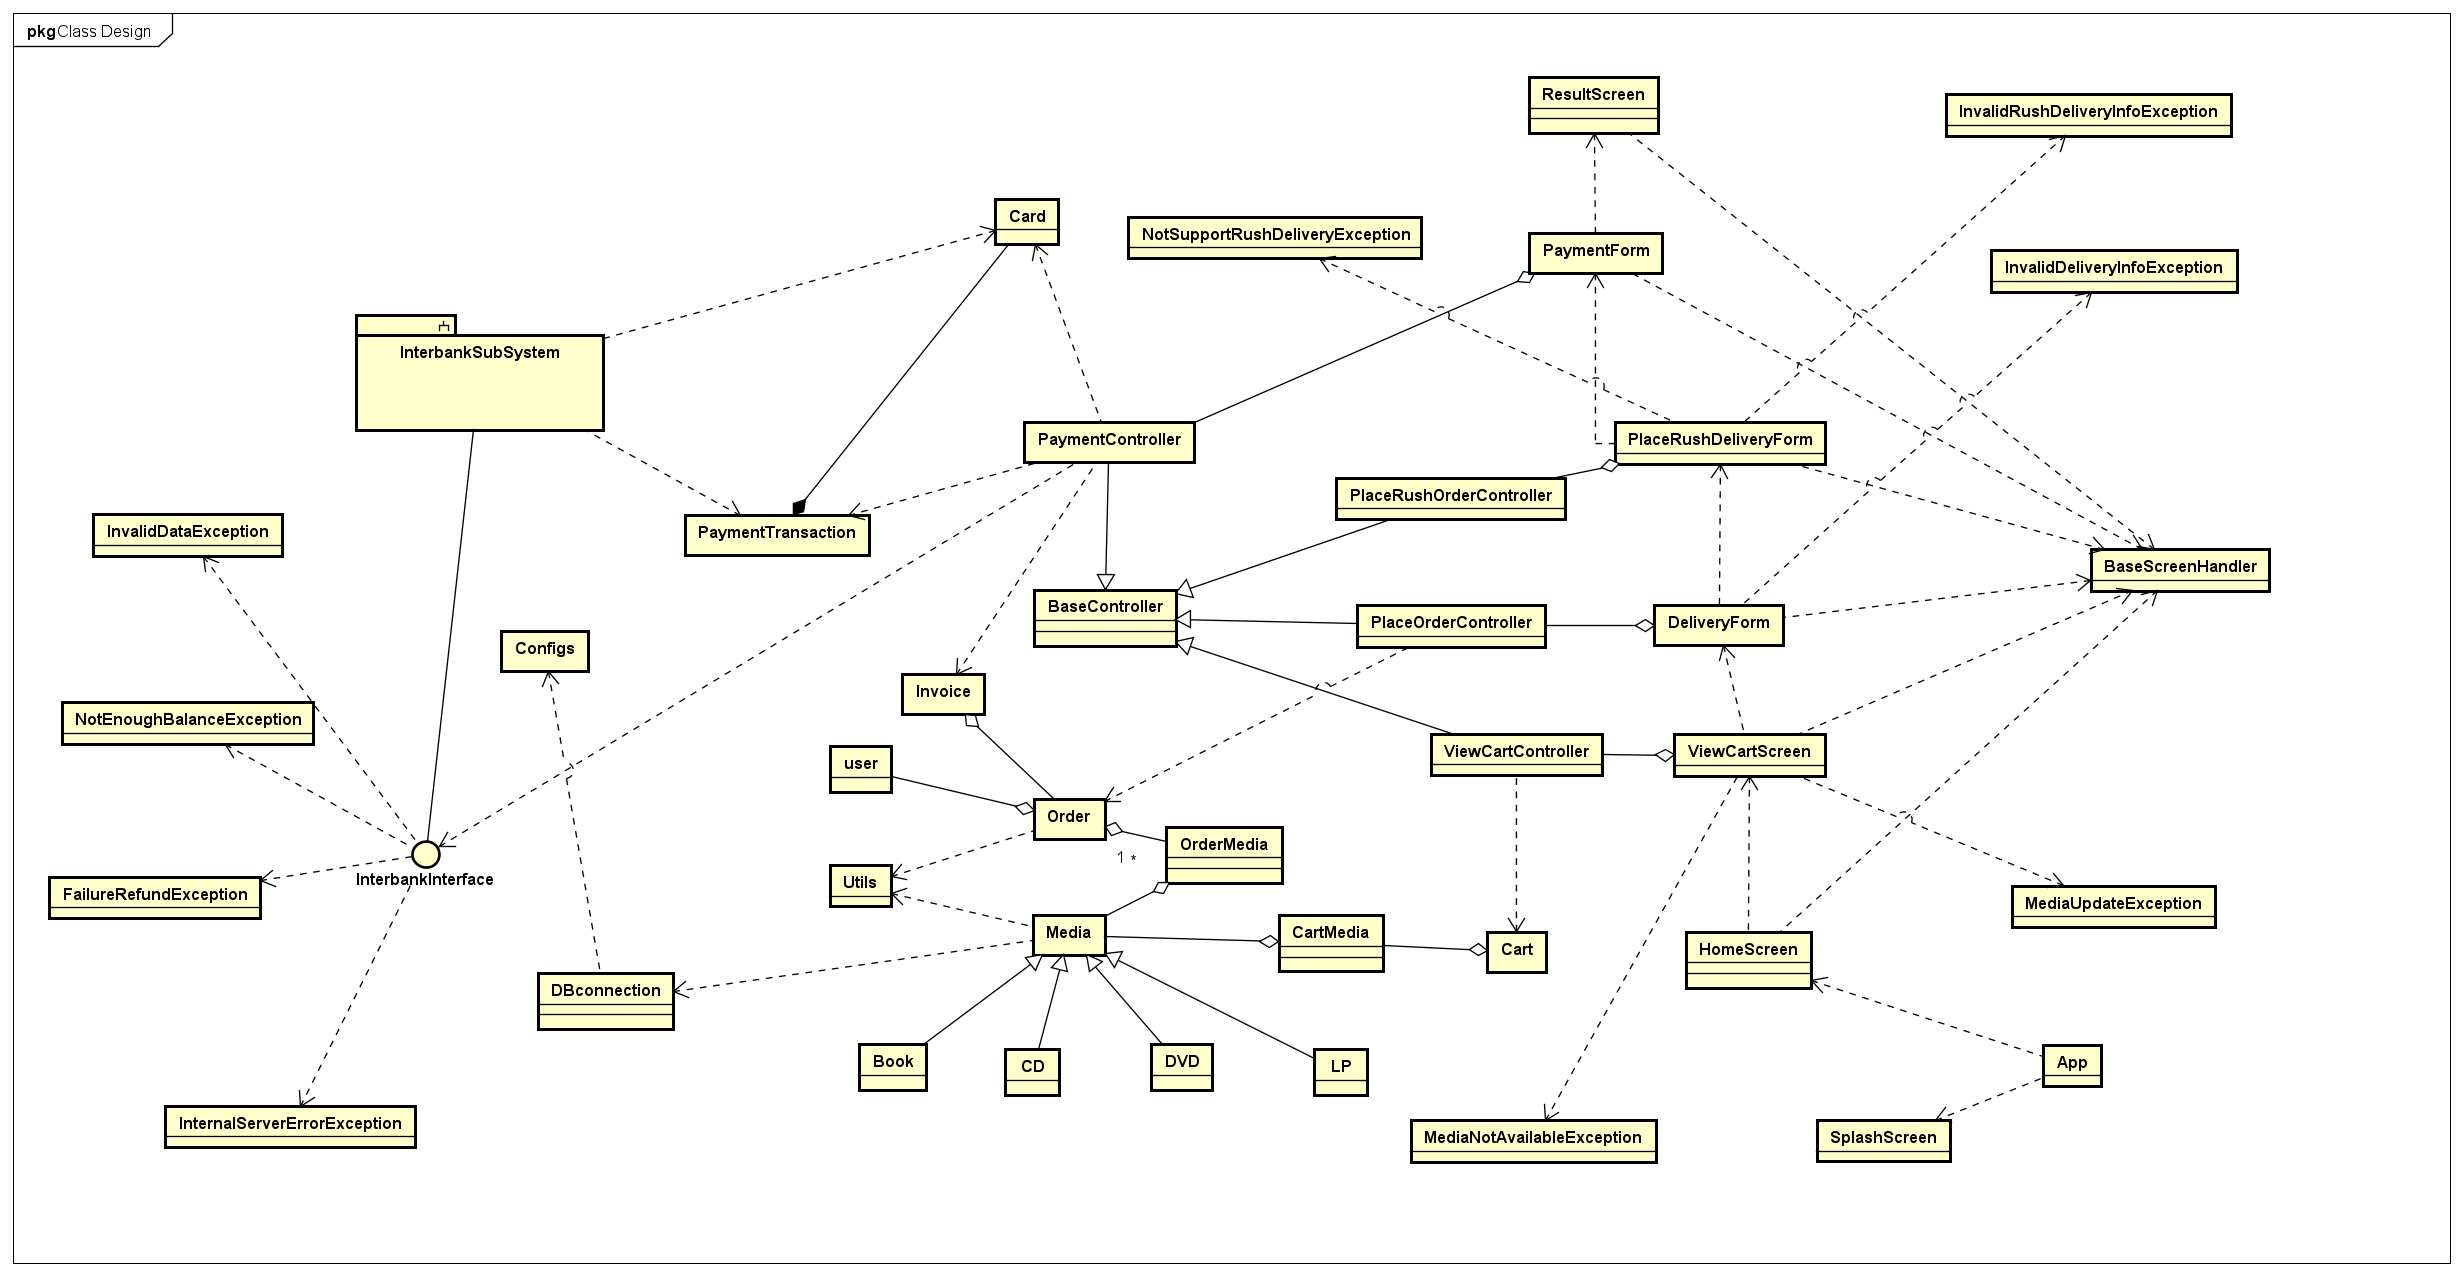 pkg Class Design
ResultScreen
InvalidRushDeliveryInfoException
Card
NotSupportRushDeliveryException
PaymentForm
InvalidDeliveryInfoException
InterbankSubSystem
PaymentController
PlaceRushDeliveryForm
PlaceRushOrderController
InvalidDataException
PaymentTransaction
BaseScreenHandler
BaseController
PlaceOrderController
DeliveryForm
Configs
Invoice
NotEnoughBalanceException
user
ViewCartController
ViewCartScreen
Order
OrderMedia
1 *
InterbankInterface
Utils
FailureRefundException
MediaUpdateException
Media
CartMedia
Cart
HomeScreen
DBconnection
Book
CD
DVD
LP
App
InternalServerErrorException
MediaNotAvailableException
SplashScreen